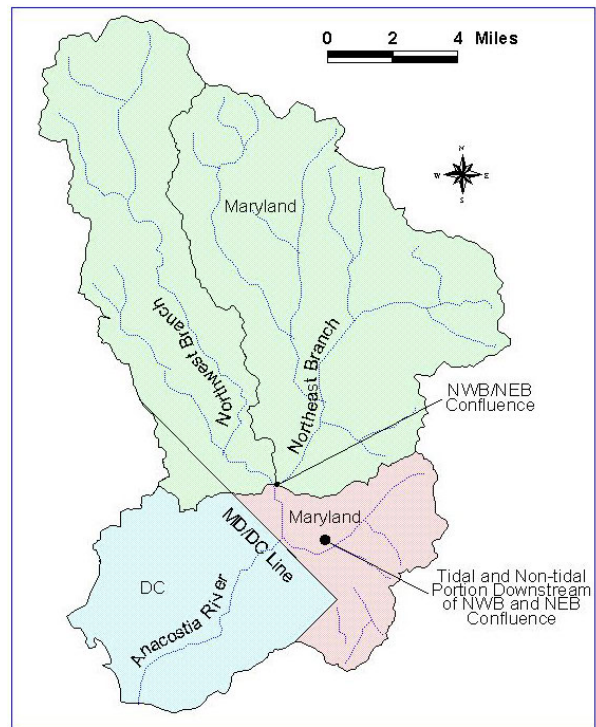 0 2 4 Miles
N
W E
S
Maryland
Northwest Branch
Northeast Branch
NWB/NEB
Confluence
Maryland
MD/DC Line
DC
Anacostia River
Tidal and Non-tidal
Portion Downstream
of NWB and NEB
Confluence